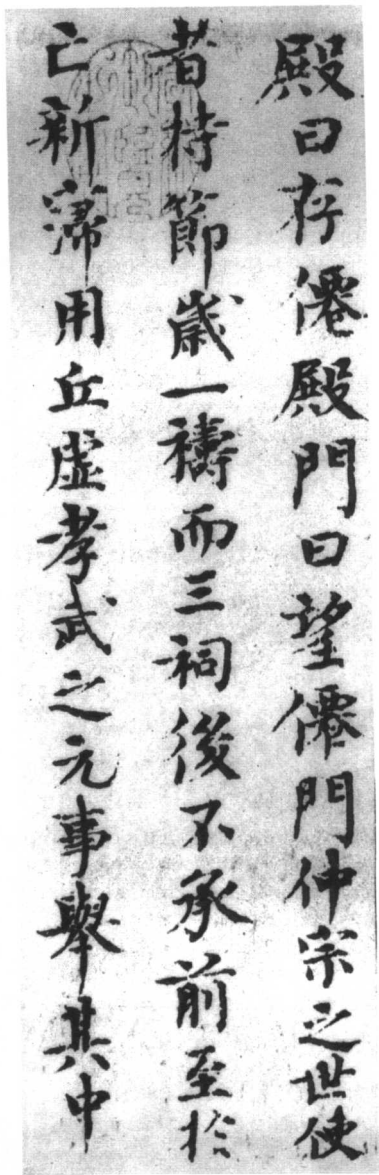 殿曰存僊殿門曰望僊門仲宗之世使
者持節歲一禱而三祠後不承前至於
亡新寖用丘虛孝武之元事舉其中